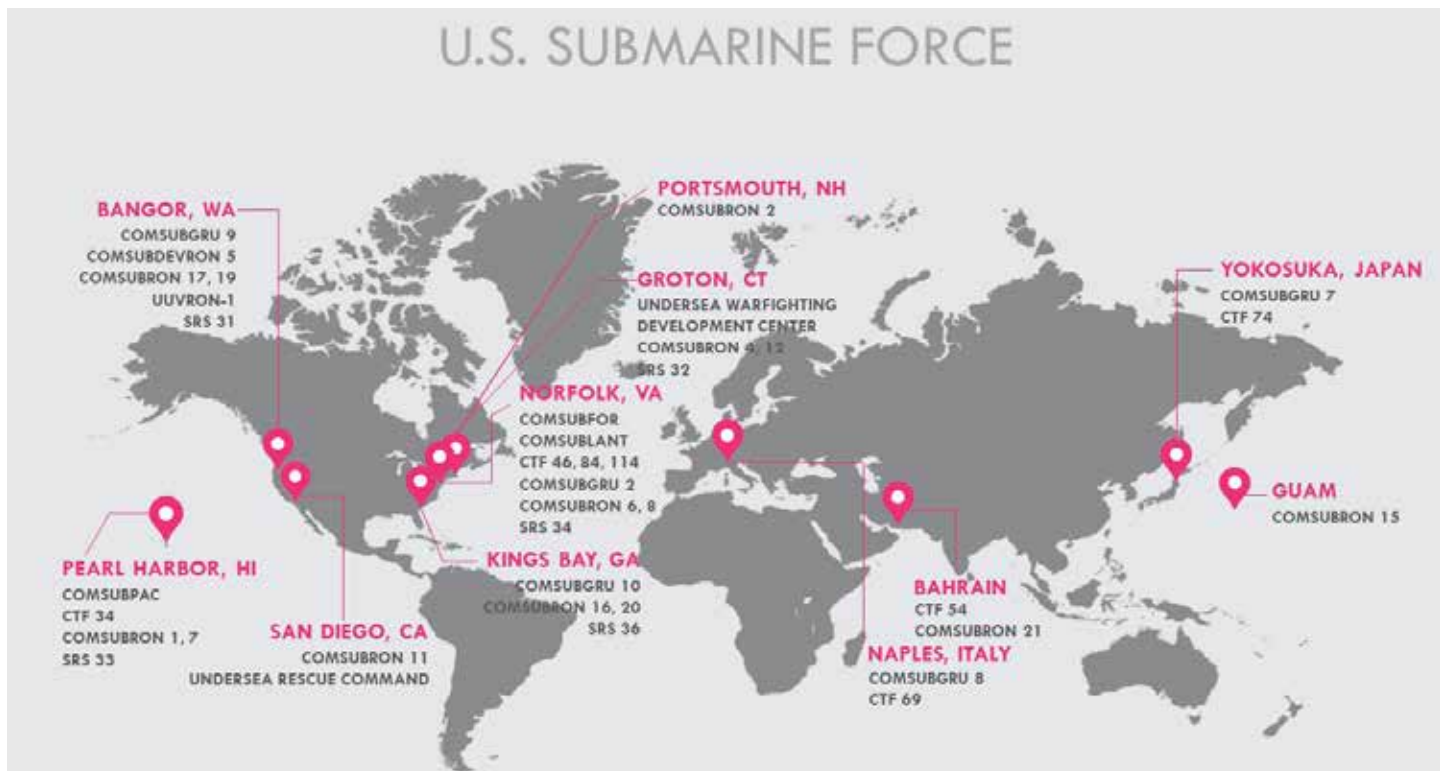 U.S. SUBMARINE FORCE
BANGOR, WA
COMSUBGRU 9
COMSUBDEVRON 5
COMSUBRON 17, 19
UUVRON-1
SRS 31
PORTSMOUTH, NH
COMSUBRON 2
GROTON, CT
UNDERSEA WARFIGHTING
DEVELOPMENT CENTER
COMSUBRON 4, 12
SRS 32
NORFOLK, VA
COMSUBFOR
COMSUBLANT
CTF 46, 84, 114
COMSUBGRU 2
COMSUBRON 6, 8
SRS 34
KINGS BAY, GA
COMSUBGRU 10
COMSUBRON 16, 20
SRS 36
YOKOSUKA, JAPAN
COMSUBGRU 7
CTF 74
GUAM
COMSUBRON 15
PEARL HARBOR, HI
COMSUBPAC
CTF 34
COMSUBRON 1, 7
SRS 33
SAN DIEGO, CA
COMSUBRON 11
UNDERSEA RESCUE COMMAND
BAHRAIN
CTF 54
COMSUBRON 21
NAPLES, ITALY
COMSUBGRU 8
CTF 69